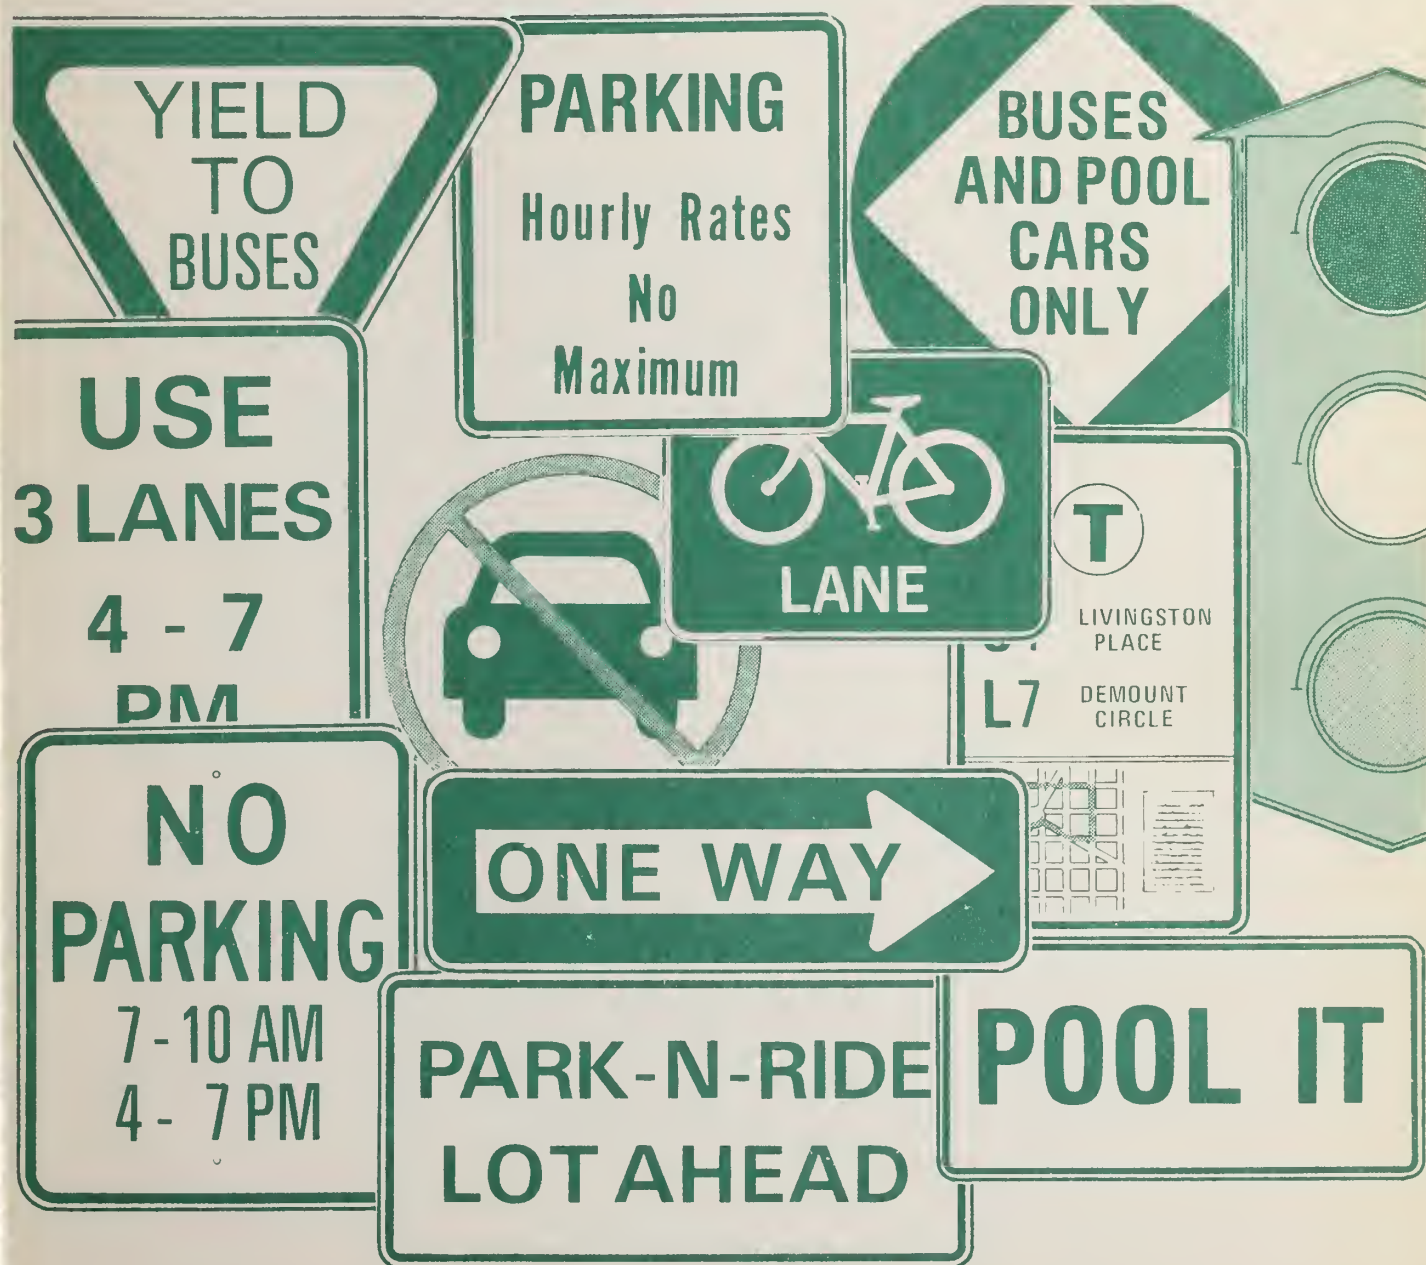 YIELD
TO
BUSES
PARKING
Hourly Rates
No
Maximum
BUSES
AND POOL
CARS
ONLY
USE
3 LANES
4 - 7
PM
LANE
T
LIVINGSTON
PLACE
L7 DEMOUNT
CIRCLE
NO
PARKING
7-10 AM
4 - 7 PM
ONE WAY
PARK-N-RIDE
LOT AHEAD
POOL IT